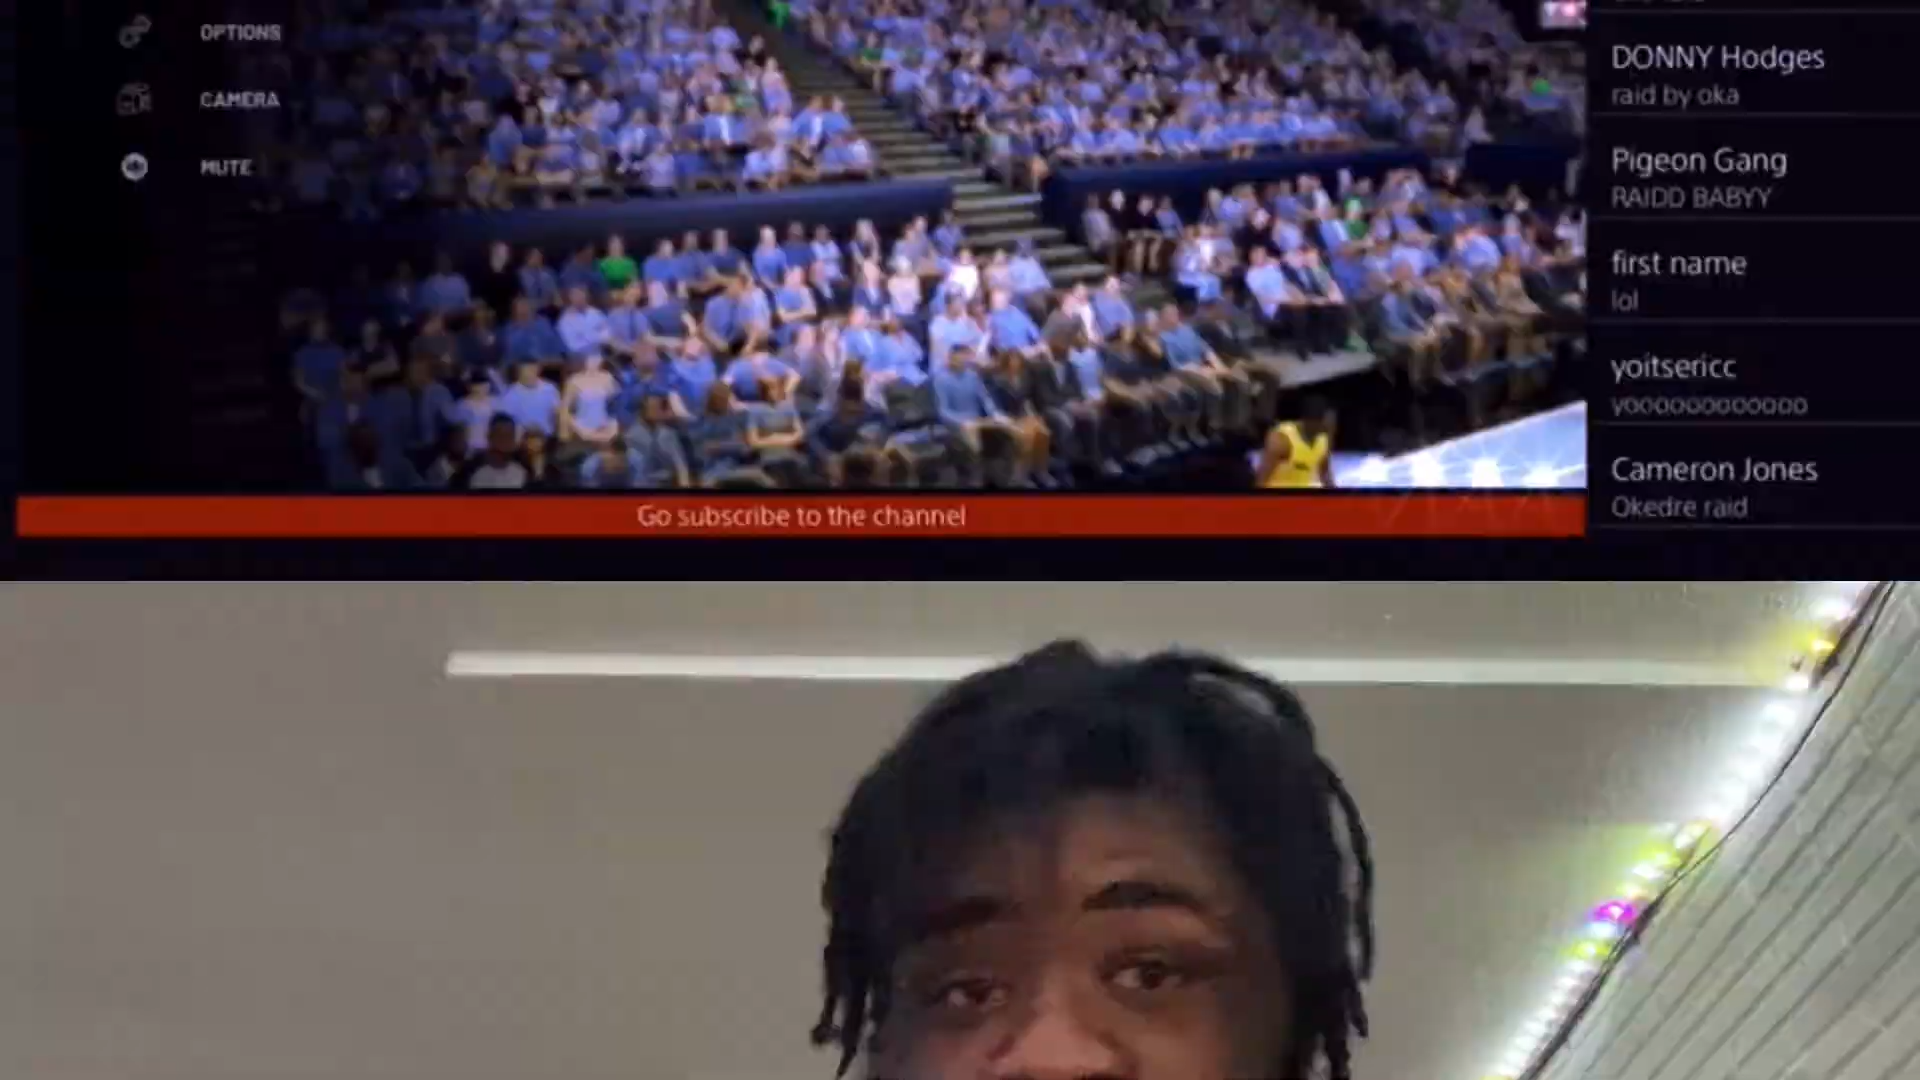 OPTIONS
CAMERA
MUTE
DONNY Hodges
raid by oka
Pigeon Gang
RAIDD BABYY
first name
lol
yoitsericc
yooooooooooooo
Cameron Jones
Okedre raid
Go subscribe to the channel